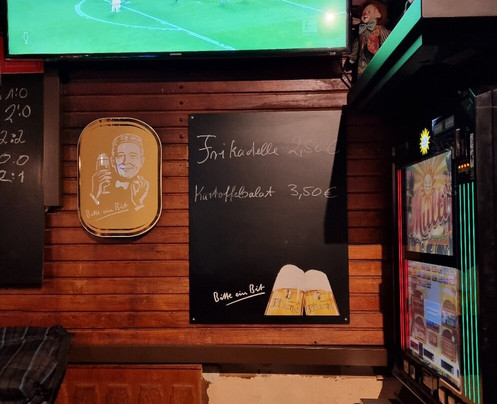 1:0
2:0
2:2
0:0
2:1
Bitte ein Bit
Frikadelle 2,50€
Kartoffelsalat 3,50€
Bitte ein Bit